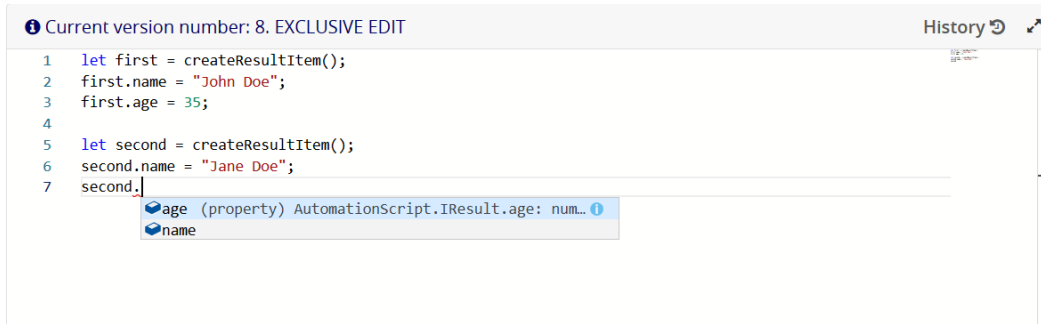 Current version number: 8. EXCLUSIVE EDIT
History
1 let first = createResultItem();
2 first.name = "John Doe";
3 first.age = 35;
4
5 let second = createResultItem();
6 second.name = "Jane Doe";
7 second.
age (property) AutomationScript.IResult.age: num…
name